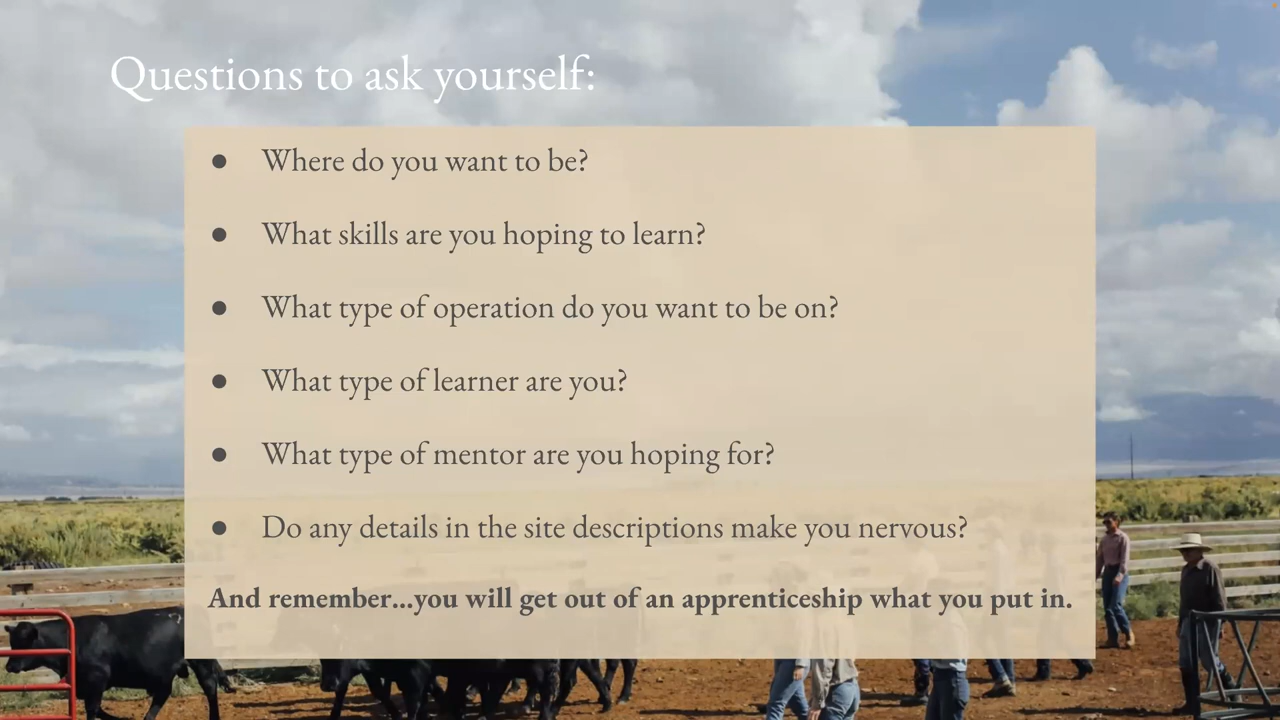 Questions to ask yourself:
● Where do you want to be?
● What skills are you hoping to learn?
● What type of operation do you want to be on?
● What type of learner are you?
● What type of mentor are you hoping for?
● Do any details in the site descriptions make you nervous?
And remember...you will get out of an apprenticeship what you put in.